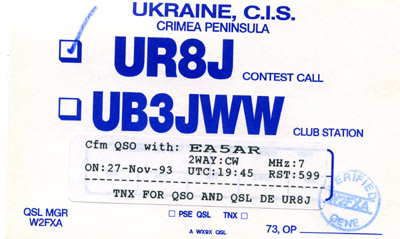 UKRAINE, C.I.S.
CRIMEA PENINSULA
UR8J CONTEST CALL
UB3JWW CLUB STATION
Cfm QSO with: EA5AR
2WAY:CW MHz:7
ON:27-Nov-93 UTC:19:45 RST:599
TNX FOR QSO AND QSL DE UR8J
QSL MGR
W2FXA
PSE QSL TNX
A WX9X QSL
73, OP
VERIFIED
W2FXA
GENE